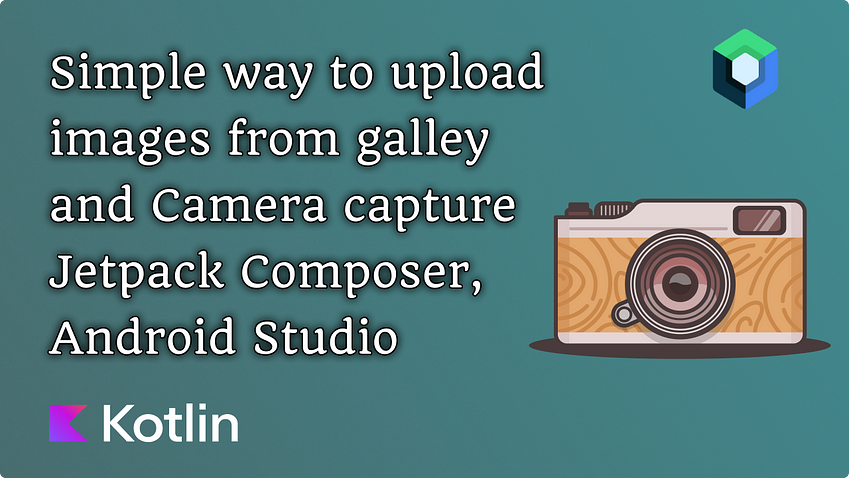 Simple way to upload
images from galley
and Camera capture
Jetpack Composer,
Android Studio
Kotlin